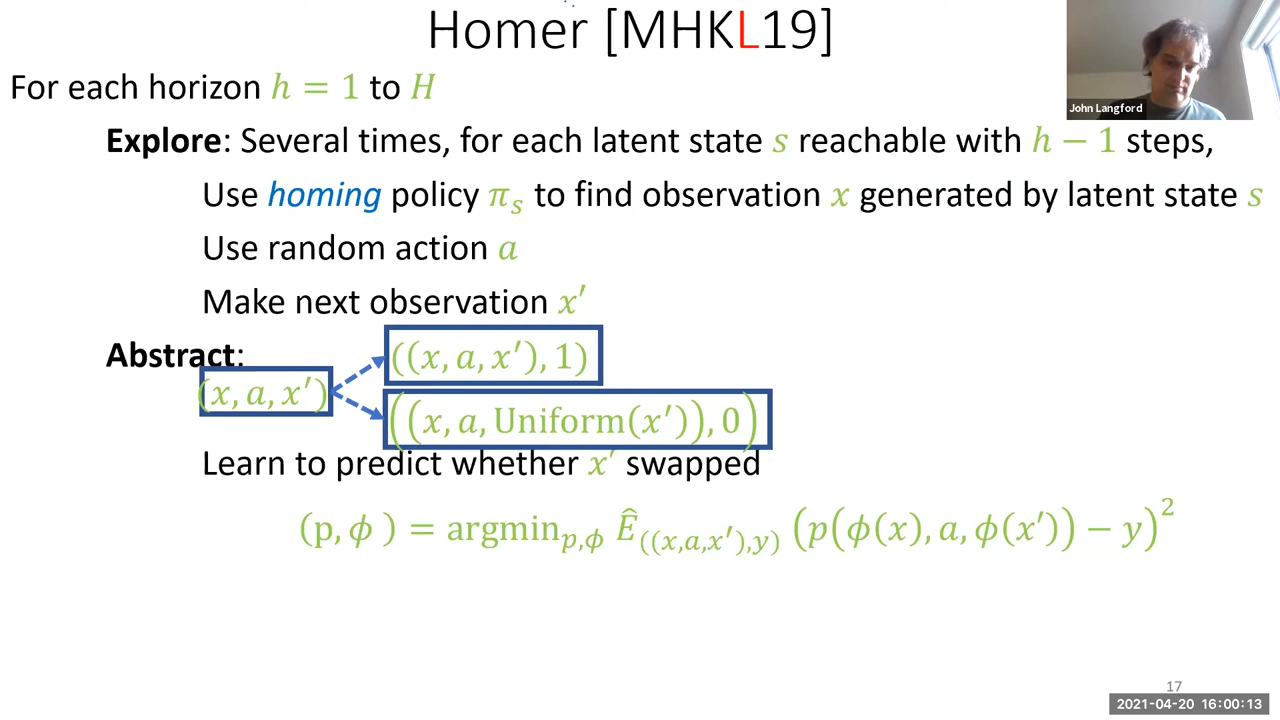 Homer [MHKL19]
John Langford
For each horizon h = 1 to H
Explore: Several times, for each latent state s reachable with h − 1 steps,
Use homing policy π_s to find observation x generated by latent state s
Use random action a
Make next observation x′
Abstract:
((x, a, x′), 1)
(x, a, x′)
((x, a, Uniform(x′)), 0)
Learn to predict whether x′ swapped
(p, ϕ ) = argmin_{p,ϕ} Ê_{((x,a,x′),y)} (p(ϕ(x), a, ϕ(x′)) − y)^2
17
2021-04-20 16:00:13